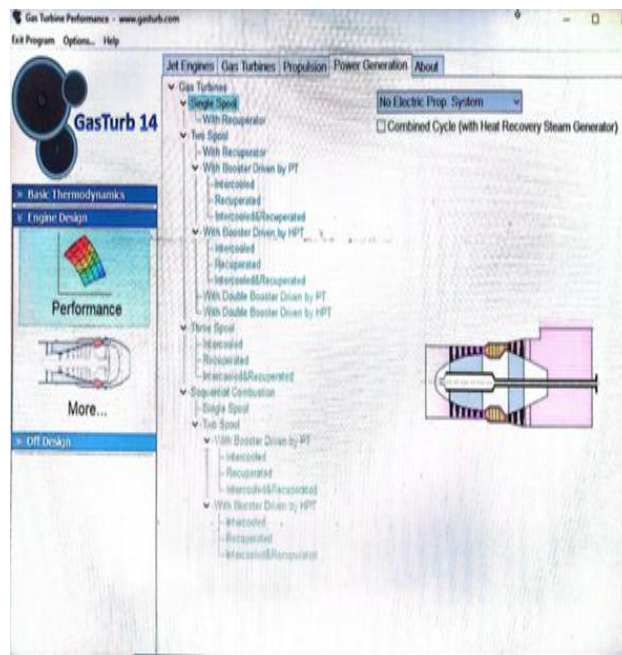 Gas Turbine Performance - www.gasturb.com
Exit Program Options... Help
Jet Engines Gas Turbines Propulsion Power Generation About
GasTurb 14
» Basic Thermodynamics
» Engine Design
Performance
More...
» Off Design
Gas Turbines
Single Spool
With Recuperator
Two Spool
With Recuperator
With Booster Driven by PT
Intercooled
Recuperated
Intercooled&Recuperated
With Booster Driven by HPT
Intercooled
Recuperated
Intercooled&Recuperated
With Double Booster Driven by PT
With Double Booster Driven by HPT
Three Spool
Intercooled
Recuperated
Intercooled&Recuperated
Sequential Combustion
Single Spool
Two Spool
With Booster Driven by PT
Intercooled
Recuperated
Intercooled&Recuperated
With Booster Driven by HPT
Intercooled
Recuperated
Intercooled&Recuperated
No Electric Prop. System
Combined Cycle (with Heat Recovery Steam Generator)